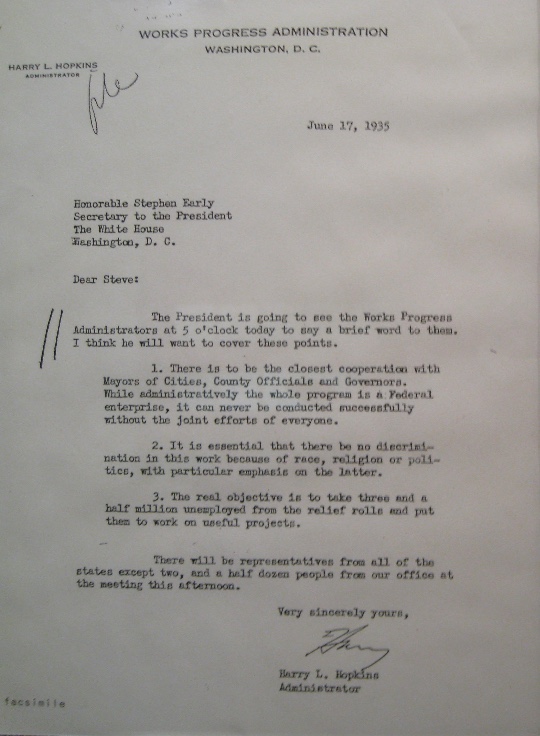 WORKS PROGRESS ADMINISTRATION
WASHINGTON, D. C.
HARRY L. HOPKINS
ADMINISTRATOR
file
June 17, 1935
Honorable Stephen Early
Secretary to the President
The White House
Washington, D. C.
Dear Steve:
The President is going to see the Works Progress
Administrators at 5 o'clock today to say a brief word to them.
I think he will want to cover these points.
1. There is to be the closest cooperation with
Mayors of Cities, County Officials and Governors.
While administratively the whole program is a Federal
enterprise, it can never be conducted successfully
without the joint efforts of everyone.
2. It is essential that there be no discrimi-
nation in this work because of race, religion or poli-
tics, with particular emphasis on the latter.
3. The real objective is to take three and a
half million unemployed from the relief rolls and put
them to work on useful projects.
There will be representatives from all of the
states except two, and a half dozen people from our office at
the meeting this afternoon.
Very sincerely yours,
Harry
Harry L. Hopkins
Administrator
facsimile